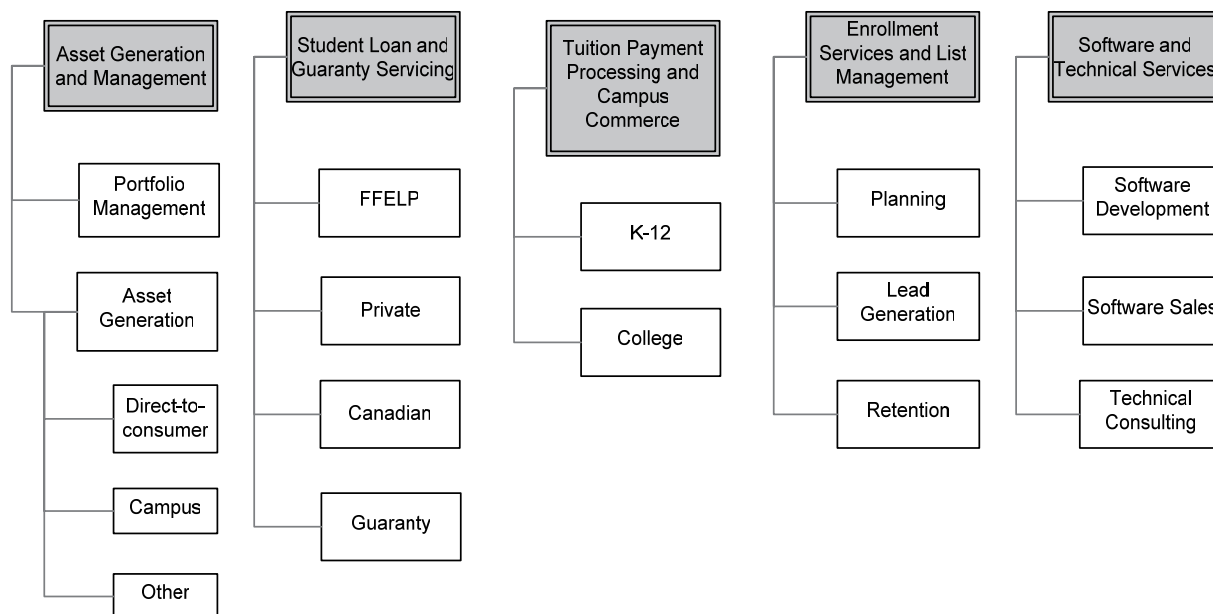 Asset Generation
and Management
Portfolio
Management
Asset
Generation
Direct-to-
consumer
Campus
Other
Student Loan and
Guaranty Servicing
FFELP
Private
Canadian
Guaranty
Tuition Payment
Processing and
Campus
Commerce
K-12
College
Enrollment
Services and List
Management
Planning
Lead
Generation
Retention
Software and
Technical Services
Software
Development
Software Sales
Technical
Consulting